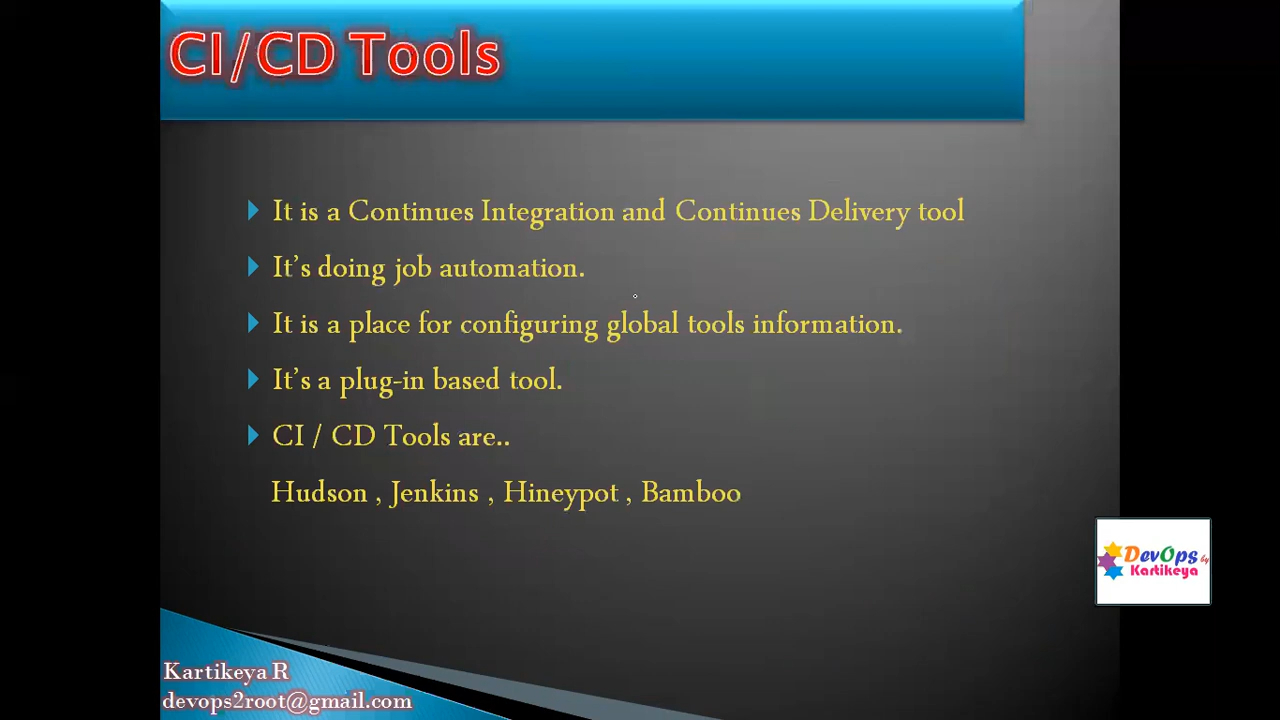 CI/CD Tools
It is a Continues Integration and Continues Delivery tool
It's doing job automation.
It is a place for configuring global tools information.
It's a plug-in based tool.
CI / CD Tools are..
Hudson , Jenkins , Hineypot , Bamboo
DevOps by
Kartikeya
Kartikeya R
devops2root@gmail.com